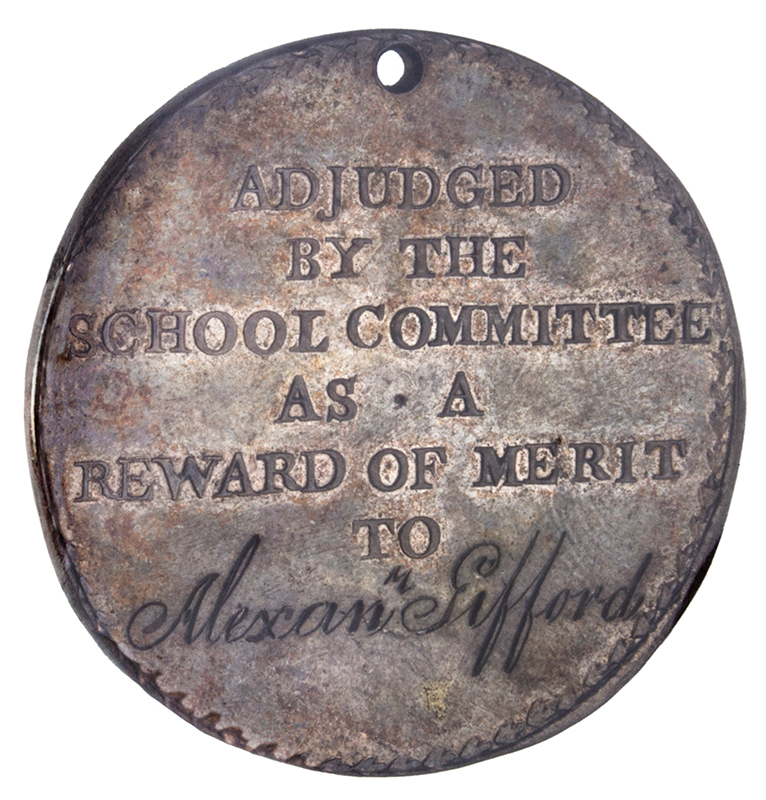 ADJUDGED
BY THE
SCHOOL COMMITTEE
AS · A
REWARD OF MERIT
TO
Alexanʳ Gifford